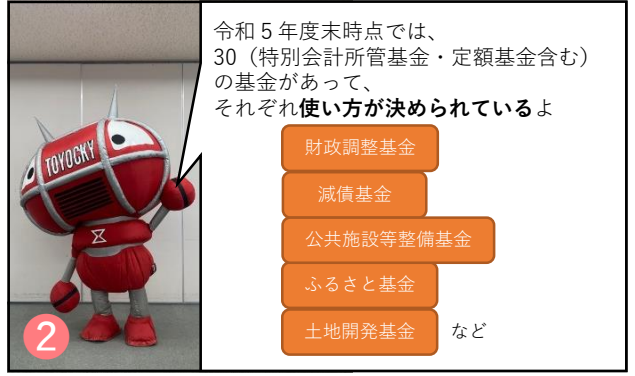 令和５年度末時点では、
30（特別会計所管基金・定額基金含む）
の基金があって、
それぞれ使い方が決められているよ
財政調整基金
減債基金
公共施設等整備基金
ふるさと基金
土地開発基金 など
TOYOCKY
2